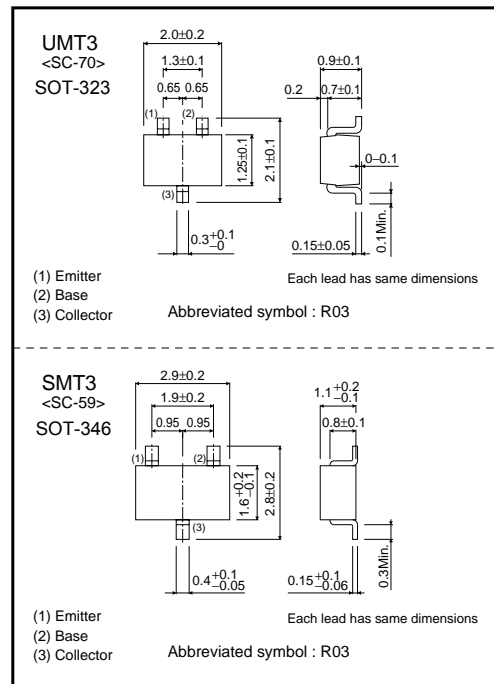 UMT3
<SC-70>
SOT-323
2.0±0.2
1.3±0.1
0.65 0.65
(1) (2)
(3)
1.25±0.1
2.1±0.1
0.3+0.1 −0
0.9±0.1
0.2 0.7±0.1
0–0.1
0.15±0.05
0.1Min.
(1) Emitter
(2) Base
(3) Collector
Each lead has same dimensions
Abbreviated symbol : R03
SMT3
<SC-59>
SOT-346
2.9±0.2
1.9±0.2
0.95 0.95
(1) (2)
(3)
1.6+0.2 −0.1
2.8±0.2
0.4+0.1 −0.05
1.1+0.2 −0.1
0.8±0.1
0.15+0.1 −0.06
0.3Min.
(1) Emitter
(2) Base
(3) Collector
Each lead has same dimensions
Abbreviated symbol : R03